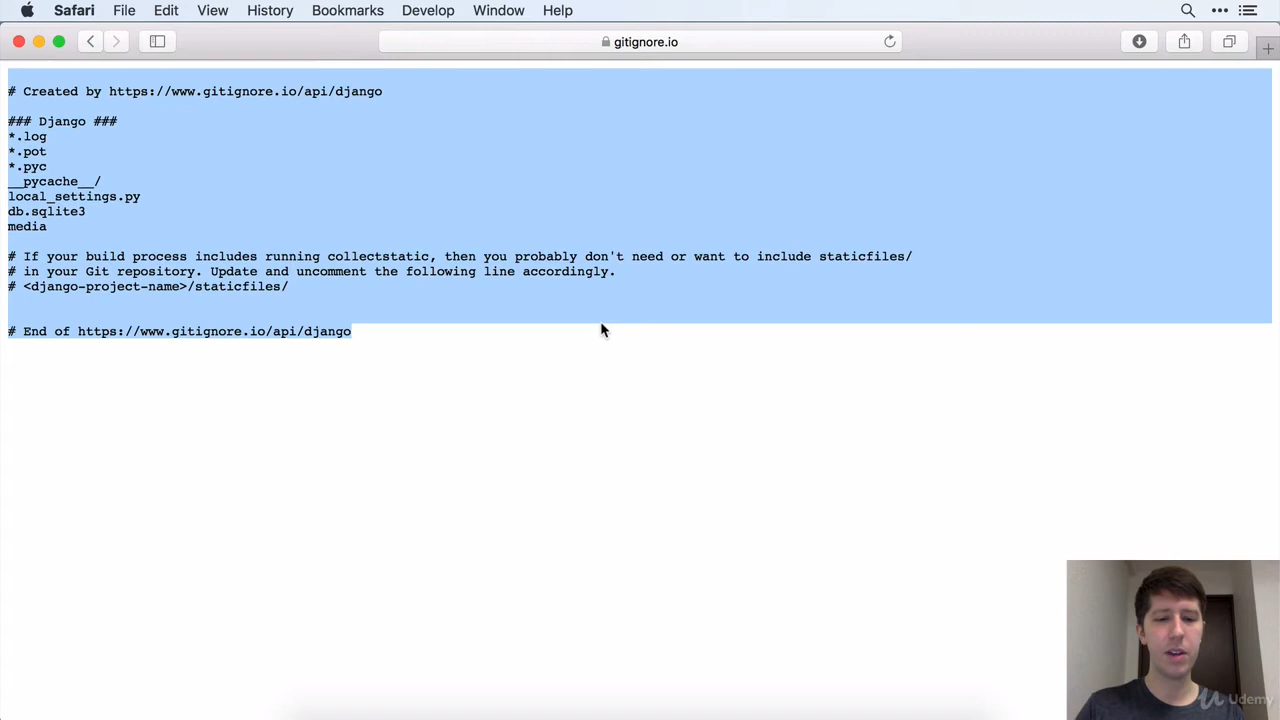 Safari File Edit View History Bookmarks Develop Window Help
gitignore.io
# Created by https://www.gitignore.io/api/django
### Django ###
*.log
*.pot
*.pyc
__pycache__/
local_settings.py
db.sqlite3
media
# If your build process includes running collectstatic, then you probably don't need or want to include staticfiles/
# in your Git repository. Update and uncomment the following line accordingly.
# <django-project-name>/staticfiles/
# End of https://www.gitignore.io/api/django
Udemy